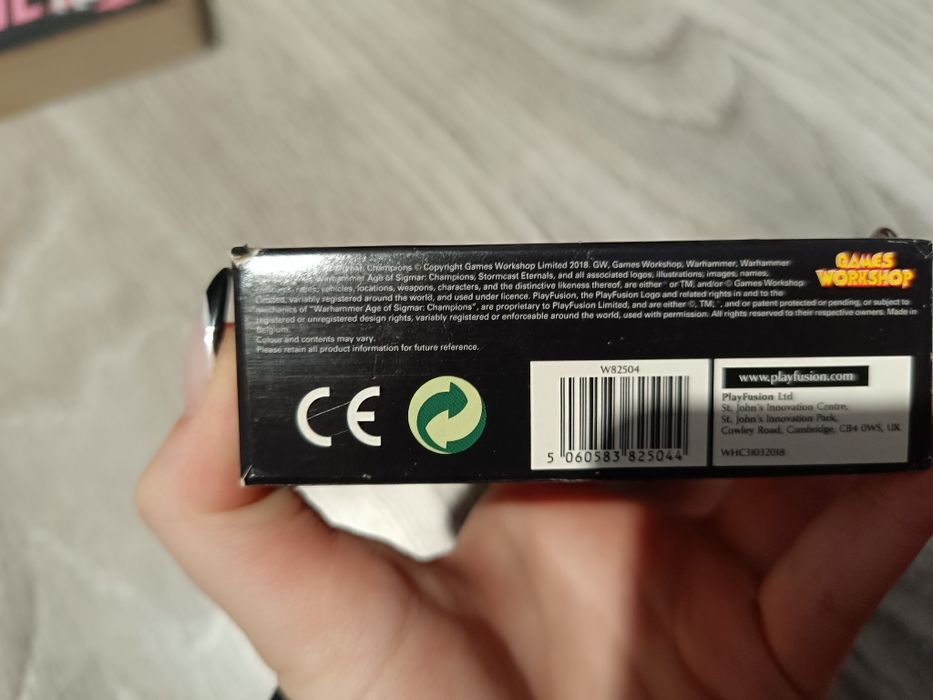 Champions © Copyright Games Workshop Limited 2018. GW, Games Workshop, Warhammer, Warhammer
Warhammer Age of Sigmar: Champions, Stormcast Eternals, and all associated logos, illustrations, images, names,
races, vehicles, locations, weapons, characters, and the distinctive likeness thereof, are either ® or TM, and/or © Games Workshop
Limited, variably registered around the world, and used under licence. PlayFusion, the PlayFusion Logo and related rights in and to the
mechanics of "Warhammer Age of Sigmar: Champions", are proprietary to PlayFusion Limited, and are either ©, TM, ®, and/or patent protected or pending, or subject to
registered or unregistered design rights, variably registered or enforceable around the world, used with permission. All rights reserved to their respective owners. Made in
Belgium.
Colour and contents may vary.
Please retain all product information for future reference.
GAMES
WORKSHOP
CE
W82504
5 060583 825044
www.playfusion.com
PlayFusion Ltd
St. John's Innovation Centre,
St. John's Innovation Park,
Cowley Road, Cambridge, CB4 0WS, UK
WHC31032018